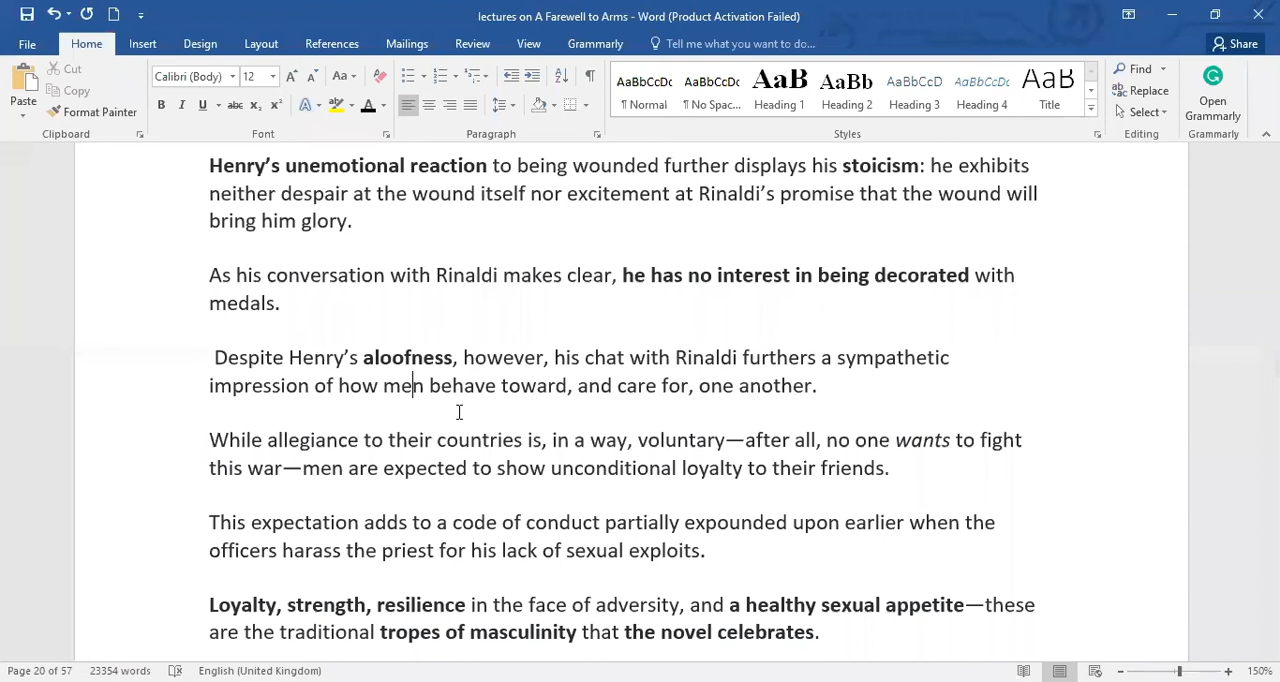 lectures on A Farewell to Arms - Word (Product Activation Failed)
File Home Insert Design Layout References Mailings Review View Grammarly Tell me what you want to do... Share
Cut
Copy
Paste
Format Painter
Calibri (Body) 12
AaBbCcDc AaBbCcDc AaB AaBb AaBbCcD AaBbCcDc AaB
¶ Normal ¶ No Spac... Heading 1 Heading 2 Heading 3 Heading 4 Title
Find
Replace
Select
Open
Grammarly
Clipboard Font Paragraph Styles Editing Grammarly
Henry’s unemotional reaction to being wounded further displays his stoicism: he exhibits
neither despair at the wound itself nor excitement at Rinaldi’s promise that the wound will
bring him glory.
As his conversation with Rinaldi makes clear, he has no interest in being decorated with
medals.
Despite Henry’s aloofness, however, his chat with Rinaldi furthers a sympathetic
impression of how men behave toward, and care for, one another.
While allegiance to their countries is, in a way, voluntary—after all, no one wants to fight
this war—men are expected to show unconditional loyalty to their friends.
This expectation adds to a code of conduct partially expounded upon earlier when the
officers harass the priest for his lack of sexual exploits.
Loyalty, strength, resilience in the face of adversity, and a healthy sexual appetite—these
are the traditional tropes of masculinity that the novel celebrates.
Page 20 of 57 23354 words English (United Kingdom) 150%